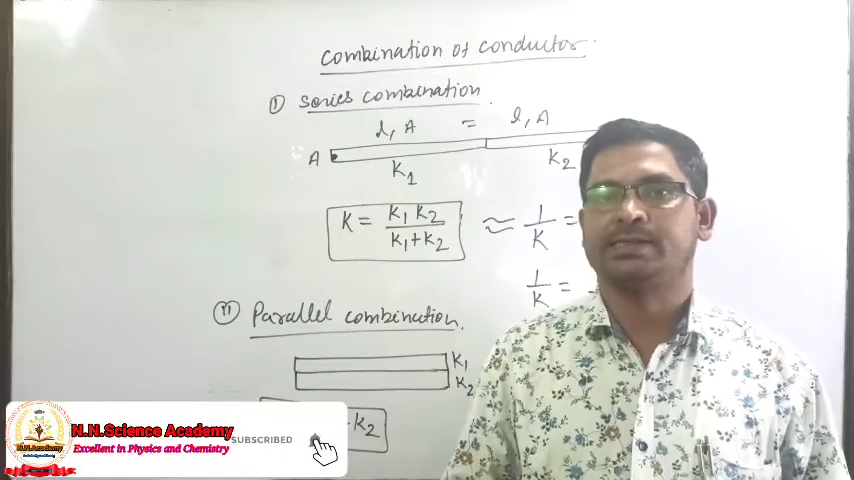 Combination of conductor.
I Series combination.
l, A = l, A
A
K1
K2
K = K1 K2 / K1+K2 ≈ 1/K =
1/K =
II Parallel combination.
K1
K2
K2
N.N.Science Academy
Excellent in Physics and Chemistry
SUBSCRIBED